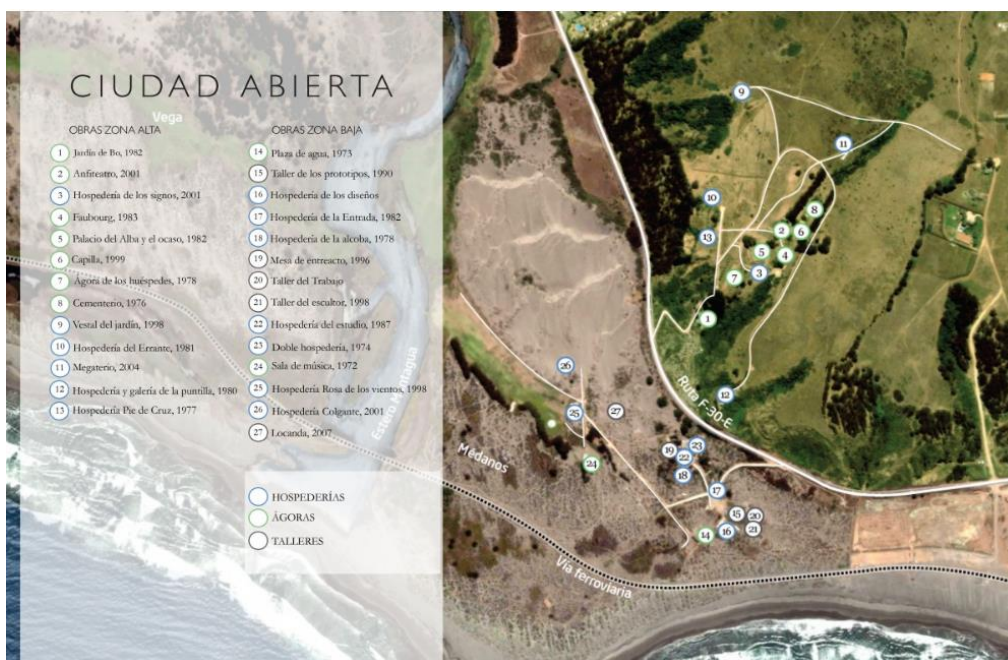 CIUDAD ABIERTA
Vega
OBRAS ZONA ALTA
1 Jardín de Bo, 1982
2 Anfiteatro, 2001
3 Hospedería de los signos, 2001
4 Faubourg, 1983
5 Palacio del Alba y el ocaso, 1982
6 Capilla, 1999
7 Ágora de los huéspedes, 1978
8 Cementerio, 1976
9 Vestal del jardín, 1998
10 Hospedería del Errante, 1981
11 Megaterio, 2004
12 Hospedería y galería de la puntilla, 1980
13 Hospedería Pie de Cruz, 1977
OBRAS ZONA BAJA
14 Plaza de agua, 1973
15 Taller de los prototipos, 1990
16 Hospedería de los diseños
17 Hospedería de la Entrada, 1982
18 Hospedería de la alcoba, 1978
19 Mesa de entreacto, 1996
20 Taller del Trabajo
21 Taller del escultor, 1998
22 Hospedería del estudio, 1987
23 Doble hospedería, 1974
24 Sala de música, 1972
25 Hospedería Rosa de los vientos, 1998
26 Hospedería Colgante, 2001
27 Locanda, 2007
HOSPEDERÍAS
ÁGORAS
TALLERES
9
11
10
8
13
2
6
5
4
7
3
1
12
Ruta F-30-E
26
25
27
24
Médanos
23
19
22
18
17
15
20
14
16
21
Vía ferroviaria